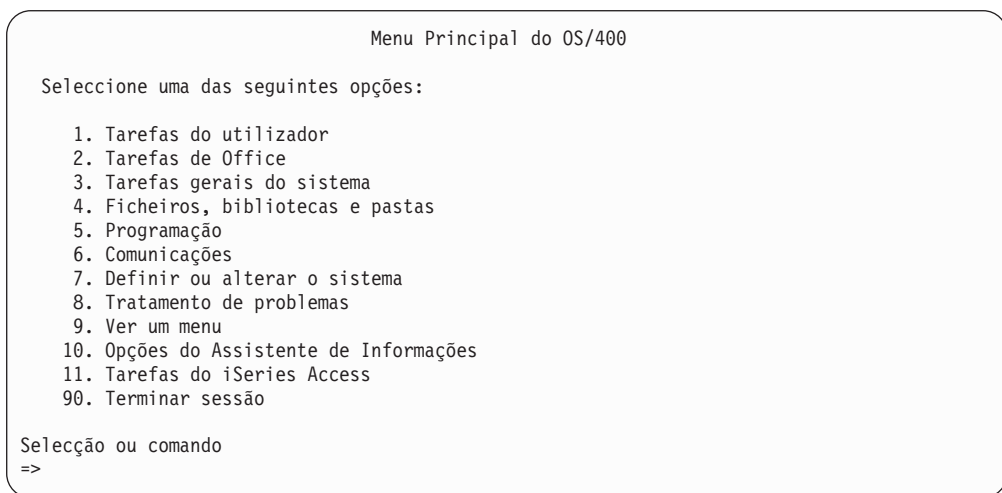 Menu Principal do OS/400
Seleccione uma das seguintes opções:
1. Tarefas do utilizador
2. Tarefas de Office
3. Tarefas gerais do sistema
4. Ficheiros, bibliotecas e pastas
5. Programação
6. Comunicações
7. Definir ou alterar o sistema
8. Tratamento de problemas
9. Ver um menu
10. Opções do Assistente de Informações
11. Tarefas do iSeries Access
90. Terminar sessão
Selecção ou comando
=>